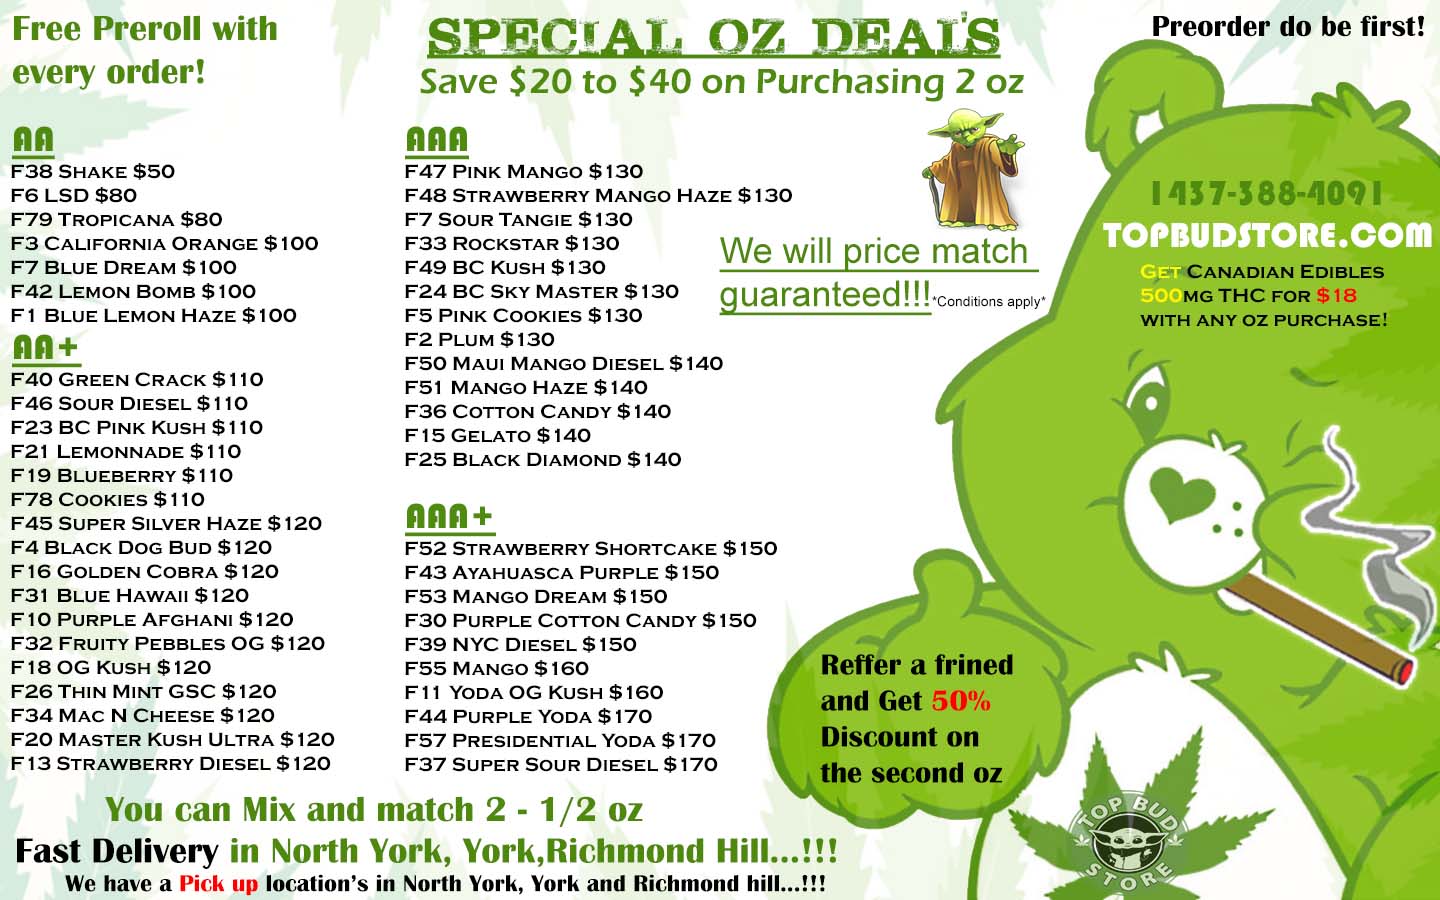 Free Preroll with
every order!
SPECIAL OZ DEAL'S
Save $20 to $40 on Purchasing 2 oz
Preorder do be first!
AA
F38 Shake $50
F6 LSD $80
F79 Tropicana $80
F3 California Orange $100
F7 Blue Dream $100
F42 Lemon Bomb $100
F1 Blue Lemon Haze $100
AA+
F40 Green Crack $110
F46 Sour Diesel $110
F23 BC Pink Kush $110
F21 Lemonnade $110
F19 Blueberry $110
F78 Cookies $110
F45 Super Silver Haze $120
F4 Black Dog Bud $120
F16 Golden Cobra $120
F31 Blue Hawaii $120
F10 Purple Afghani $120
F32 Fruity Pebbles OG $120
F18 OG Kush $120
F26 Thin Mint GSC $120
F34 Mac N Cheese $120
F20 Master Kush Ultra $120
F13 Strawberry Diesel $120
AAA
F47 Pink Mango $130
F48 Strawberry Mango Haze $130
F7 Sour Tangie $130
F33 Rockstar $130
F49 BC Kush $130
F24 BC Sky Master $130
F5 Pink Cookies $130
F2 Plum $130
F50 Maui Mango Diesel $140
F51 Mango Haze $140
F36 Cotton Candy $140
F15 Gelato $140
F25 Black Diamond $140
AAA+
F52 Strawberry Shortcake $150
F43 Ayahuasca Purple $150
F53 Mango Dream $150
F30 Purple Cotton Candy $150
F39 NYC Diesel $150
F55 Mango $160
F11 Yoda OG Kush $160
F44 Purple Yoda $170
F57 Presidential Yoda $170
F37 Super Sour Diesel $170
We will price match
guaranteed!!! *Conditions apply*
1 437-388-4091
TOPBUDSTORE.COM
Get Canadian Edibles
500mg THC for $18
with any oz purchase!
Reffer a frined
and Get 50%
Discount on
the second oz
TOP BUD
STORE
You can Mix and match 2 - 1/2 oz
Fast Delivery in North York, York,Richmond Hill...!!!
We have a Pick up location's in North York, York and Richmond hill...!!!